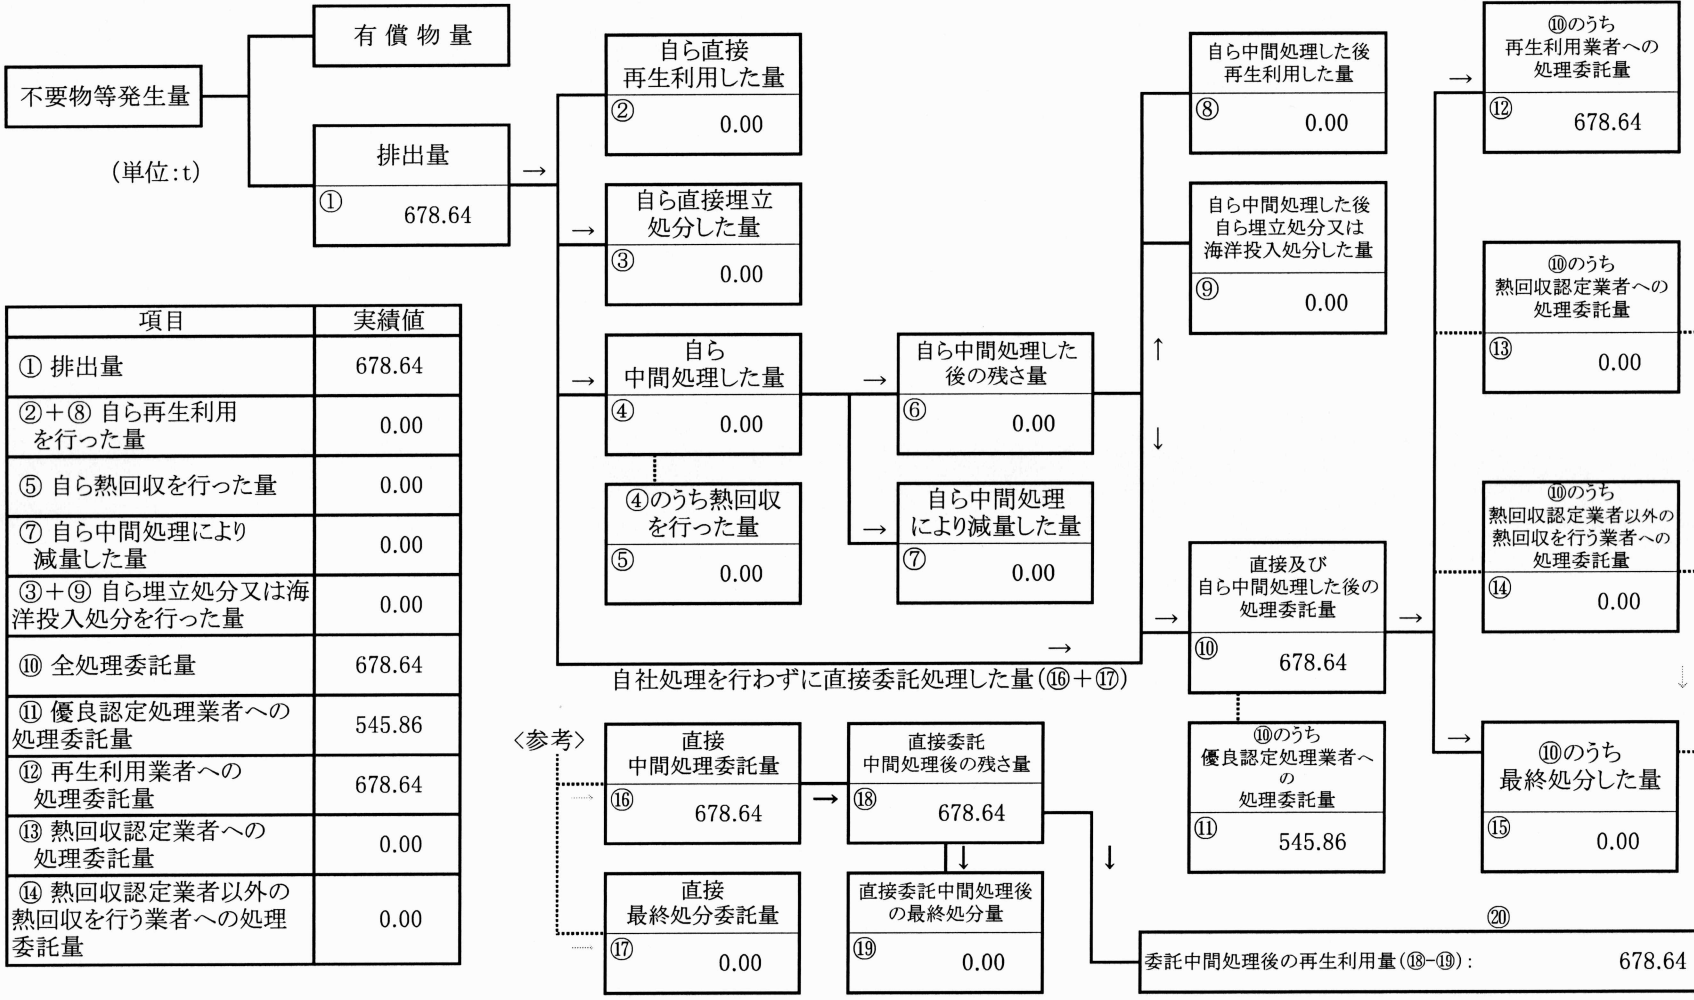 不要物等発生量
(単位:t)
有償物量
排出量
①
678.64
→
自ら直接
再生利用した量
②
0.00
→
自ら直接埋立
処分した量
③
0.00
→
自ら
中間処理した量
④
0.00
④のうち熱回収
を行った量
⑤
0.00
→
自ら中間処理した
後の残さ量
⑥
0.00
→
自ら中間処理
により減量した量
⑦
0.00
自ら中間処理した後
再生利用した量
⑧
0.00
自ら中間処理した後
自ら埋立処分又は
海洋投入処分した量
⑨
0.00
↑
↓
→
自社処理を行わずに直接委託処理した量(⑯+⑰)
→
直接及び
自ら中間処理した後の
処理委託量
⑩
678.64
⑩のうち
優良認定処理業者へ
の
処理委託量
⑪
545.86
→
→
⑩のうち
再生利用業者への
処理委託量
⑫
678.64
⑩のうち
熱回収認定業者への
処理委託量
⑬
0.00
⑩のうち
熱回収認定業者以外の
熱回収を行う業者への
処理委託量
⑭
0.00
↓
→
⑩のうち
最終処分した量
⑮
0.00
項目 実績値
① 排出量 678.64
②+⑧ 自ら再生利用
を行った量 0.00
⑤ 自ら熱回収を行った量 0.00
⑦ 自ら中間処理により
減量した量 0.00
③+⑨ 自ら埋立処分又は海
洋投入処分を行った量 0.00
⑩ 全処理委託量 678.64
⑪ 優良認定処理業者への
処理委託量 545.86
⑫ 再生利用業者への
処理委託量 678.64
⑬ 熱回収認定業者への
処理委託量 0.00
⑭ 熱回収認定業者以外の
熱回収を行う業者への処理
委託量 0.00
<参考>
→
直接
中間処理委託量
⑯
678.64
→
直接委託
中間処理後の残さ量
⑱
678.64
↓
↓
→
直接
最終処分委託量
⑰
0.00
直接委託中間処理後
の最終処分量
⑲
0.00
⑳
委託中間処理後の再生利用量(⑱-⑲): 678.64